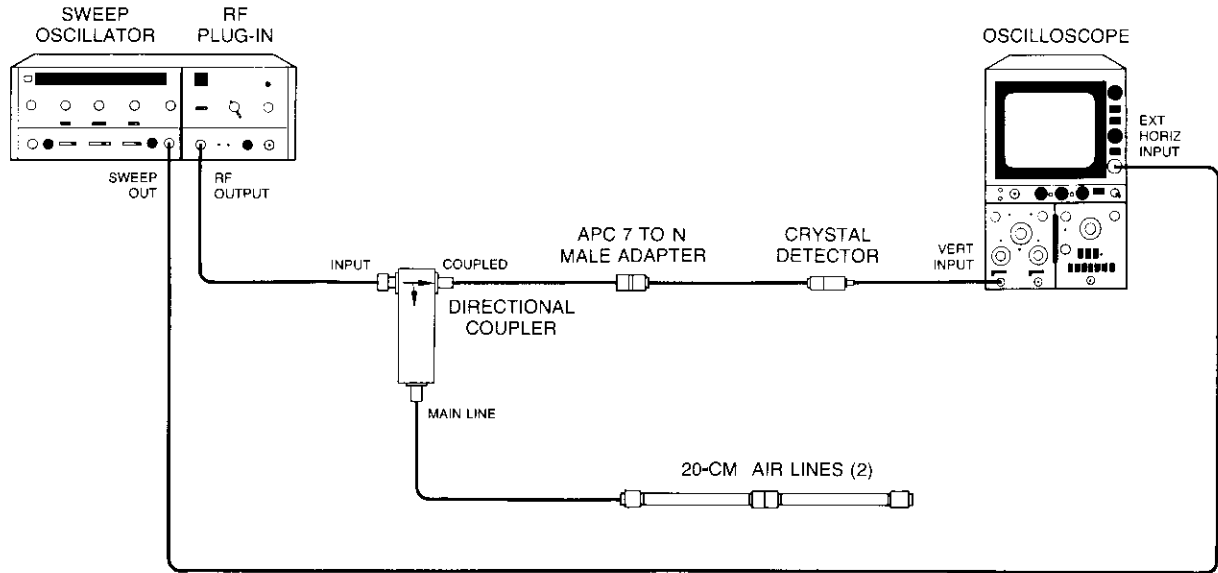 SWEEP
OSCILLATOR
RF
PLUG-IN
OSCILLOSCOPE
EXT
HORIZ
INPUT
SWEEP
OUT
RF
OUTPUT
APC 7 TO N
MALE ADAPTER
CRYSTAL
DETECTOR
VERT
INPUT
INPUT
COUPLED
DIRECTIONAL
COUPLER
MAIN LINE
20-CM AIR LINES (2)